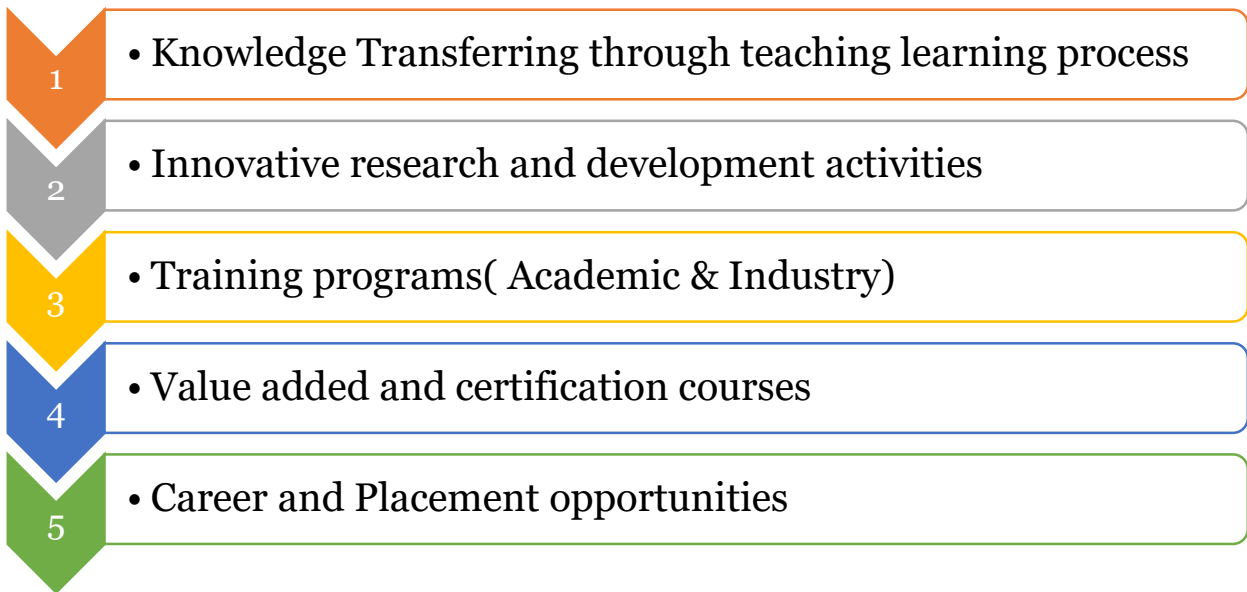 1
• Knowledge Transferring through teaching learning process
2
• Innovative research and development activities
3
• Training programs( Academic & Industry)
4
• Value added and certification courses
5
• Career and Placement opportunities